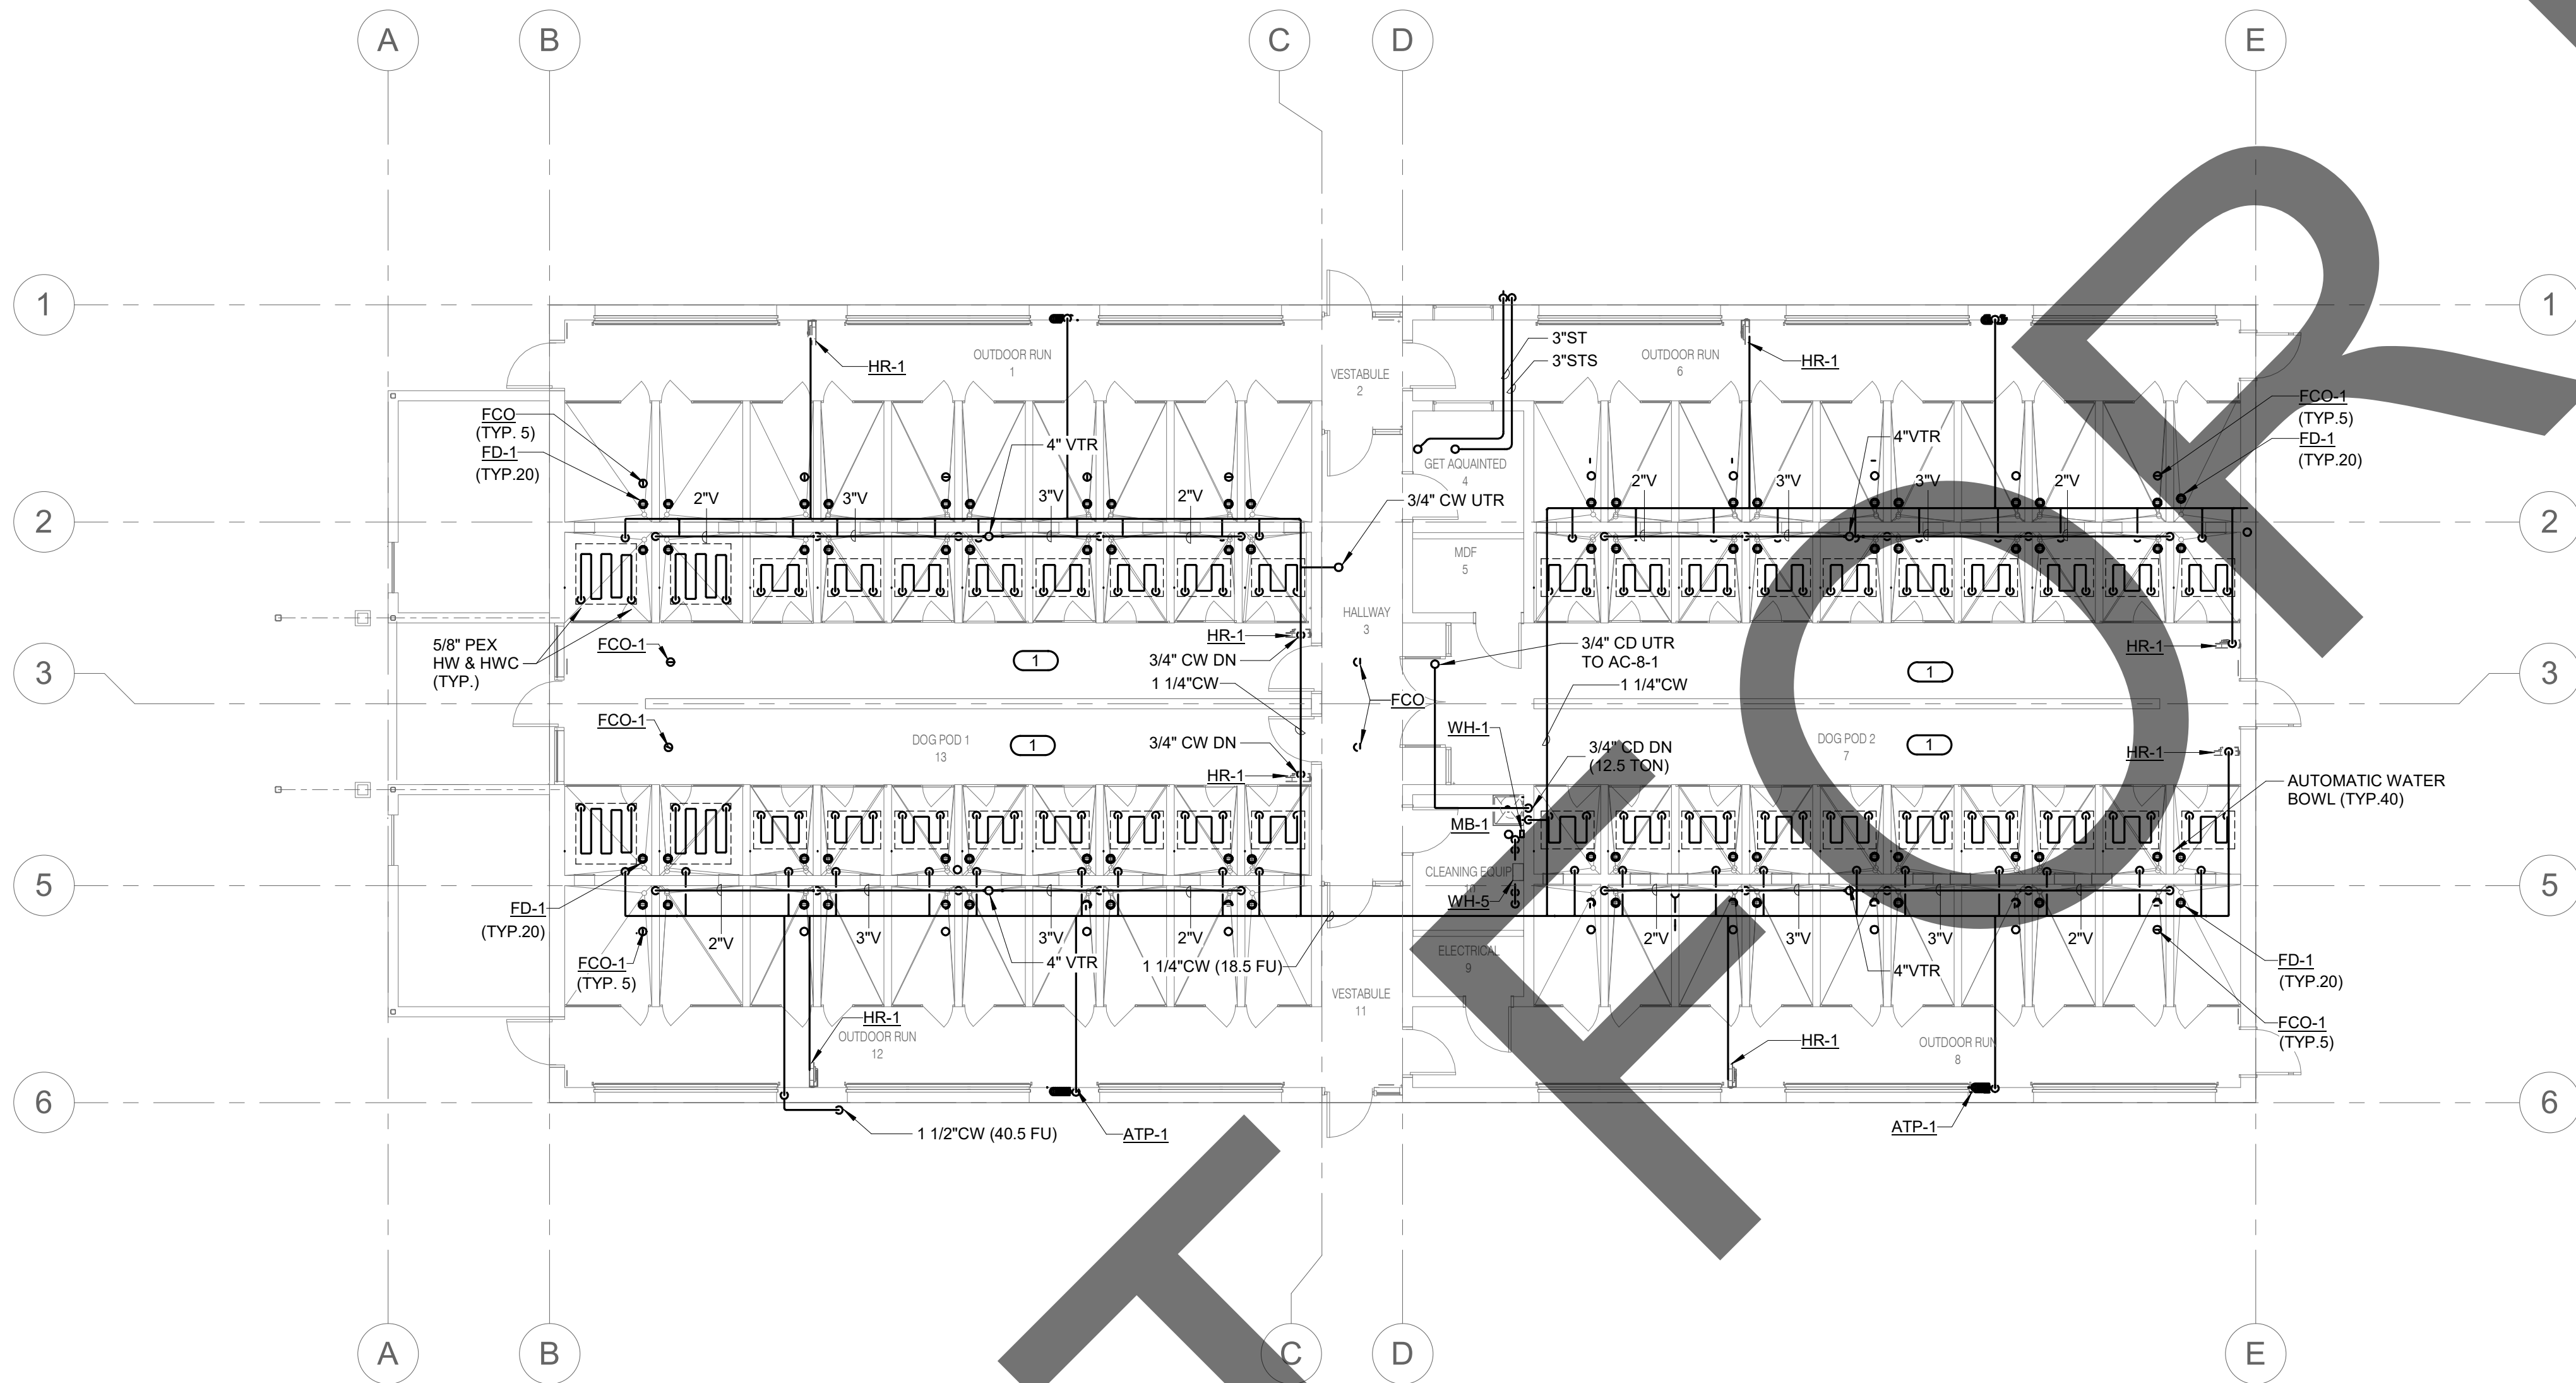 A
B
C
D
E
1
1
3"ST
3"STS
OUTDOOR RUN
1
HR-1
VESTABULE
2
OUTDOOR RUN
6
HR-1
FCO
(TYP. 5)
FD-1
(TYP.20)
4" VTR
GET AQUAINTED
4
4"VTR
FCO-1
(TYP.5)
FD-1
(TYP.20)
2"V
3"V
3"V
2"V
3/4" CW UTR
2"V
3"V
3"V
2"V
2
2
MDF
5
HALLWAY
3
5/8" PEX
HW & HWC
(TYP.)
FCO-1
1
HR-1
3/4" CW DN
1 1/4"CW
3/4" CD UTR
TO AC-8-1
1 1/4"CW
1
HR-1
3
3
FCO
FCO-1
DOG POD 1
13
1
3/4" CW DN
HR-1
WH-1
3/4" CD DN
(12.5 TON)
DOG POD 2
7
1
HR-1
AUTOMATIC WATER
BOWL (TYP.40)
MB-1
CLEANING EQUIP
WH-5
5
5
FD-1
(TYP.20)
2"V
3"V
3"V
2"V
2"V
3"V
3"V
2"V
FCO-1
(TYP. 5)
4" VTR
1 1/4"CW (18.5 FU)
ELECTRICAL
9
4"VTR
FD-1
(TYP.20)
VESTABULE
11
HR-1
OUTDOOR RUN
12
HR-1
OUTDOOR RUN
8
FCO-1
(TYP.5)
6
6
1 1/2"CW (40.5 FU)
ATP-1
ATP-1
A
B
C
D
E